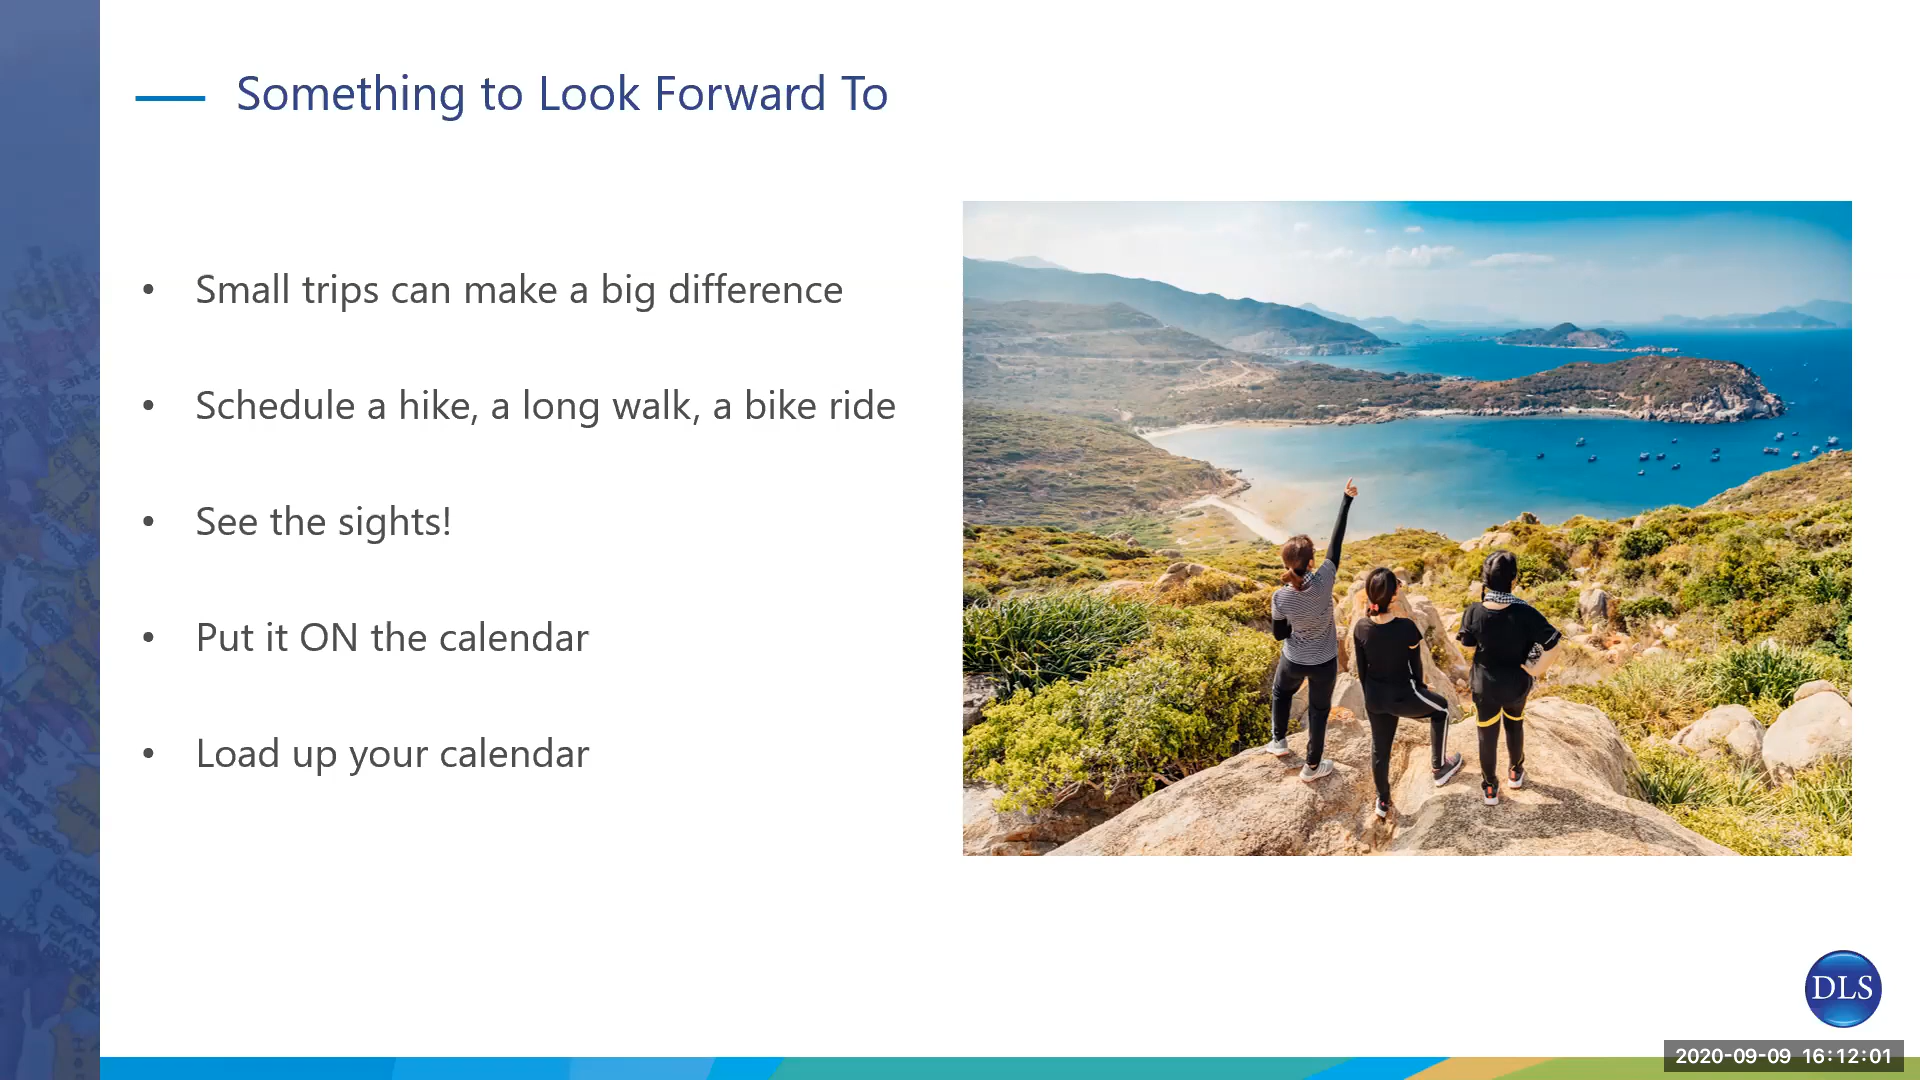 Something to Look Forward To
• Small trips can make a big difference
• Schedule a hike, a long walk, a bike ride
• See the sights!
• Put it ON the calendar
• Load up your calendar
DLS
2020-09-09 16:12:01